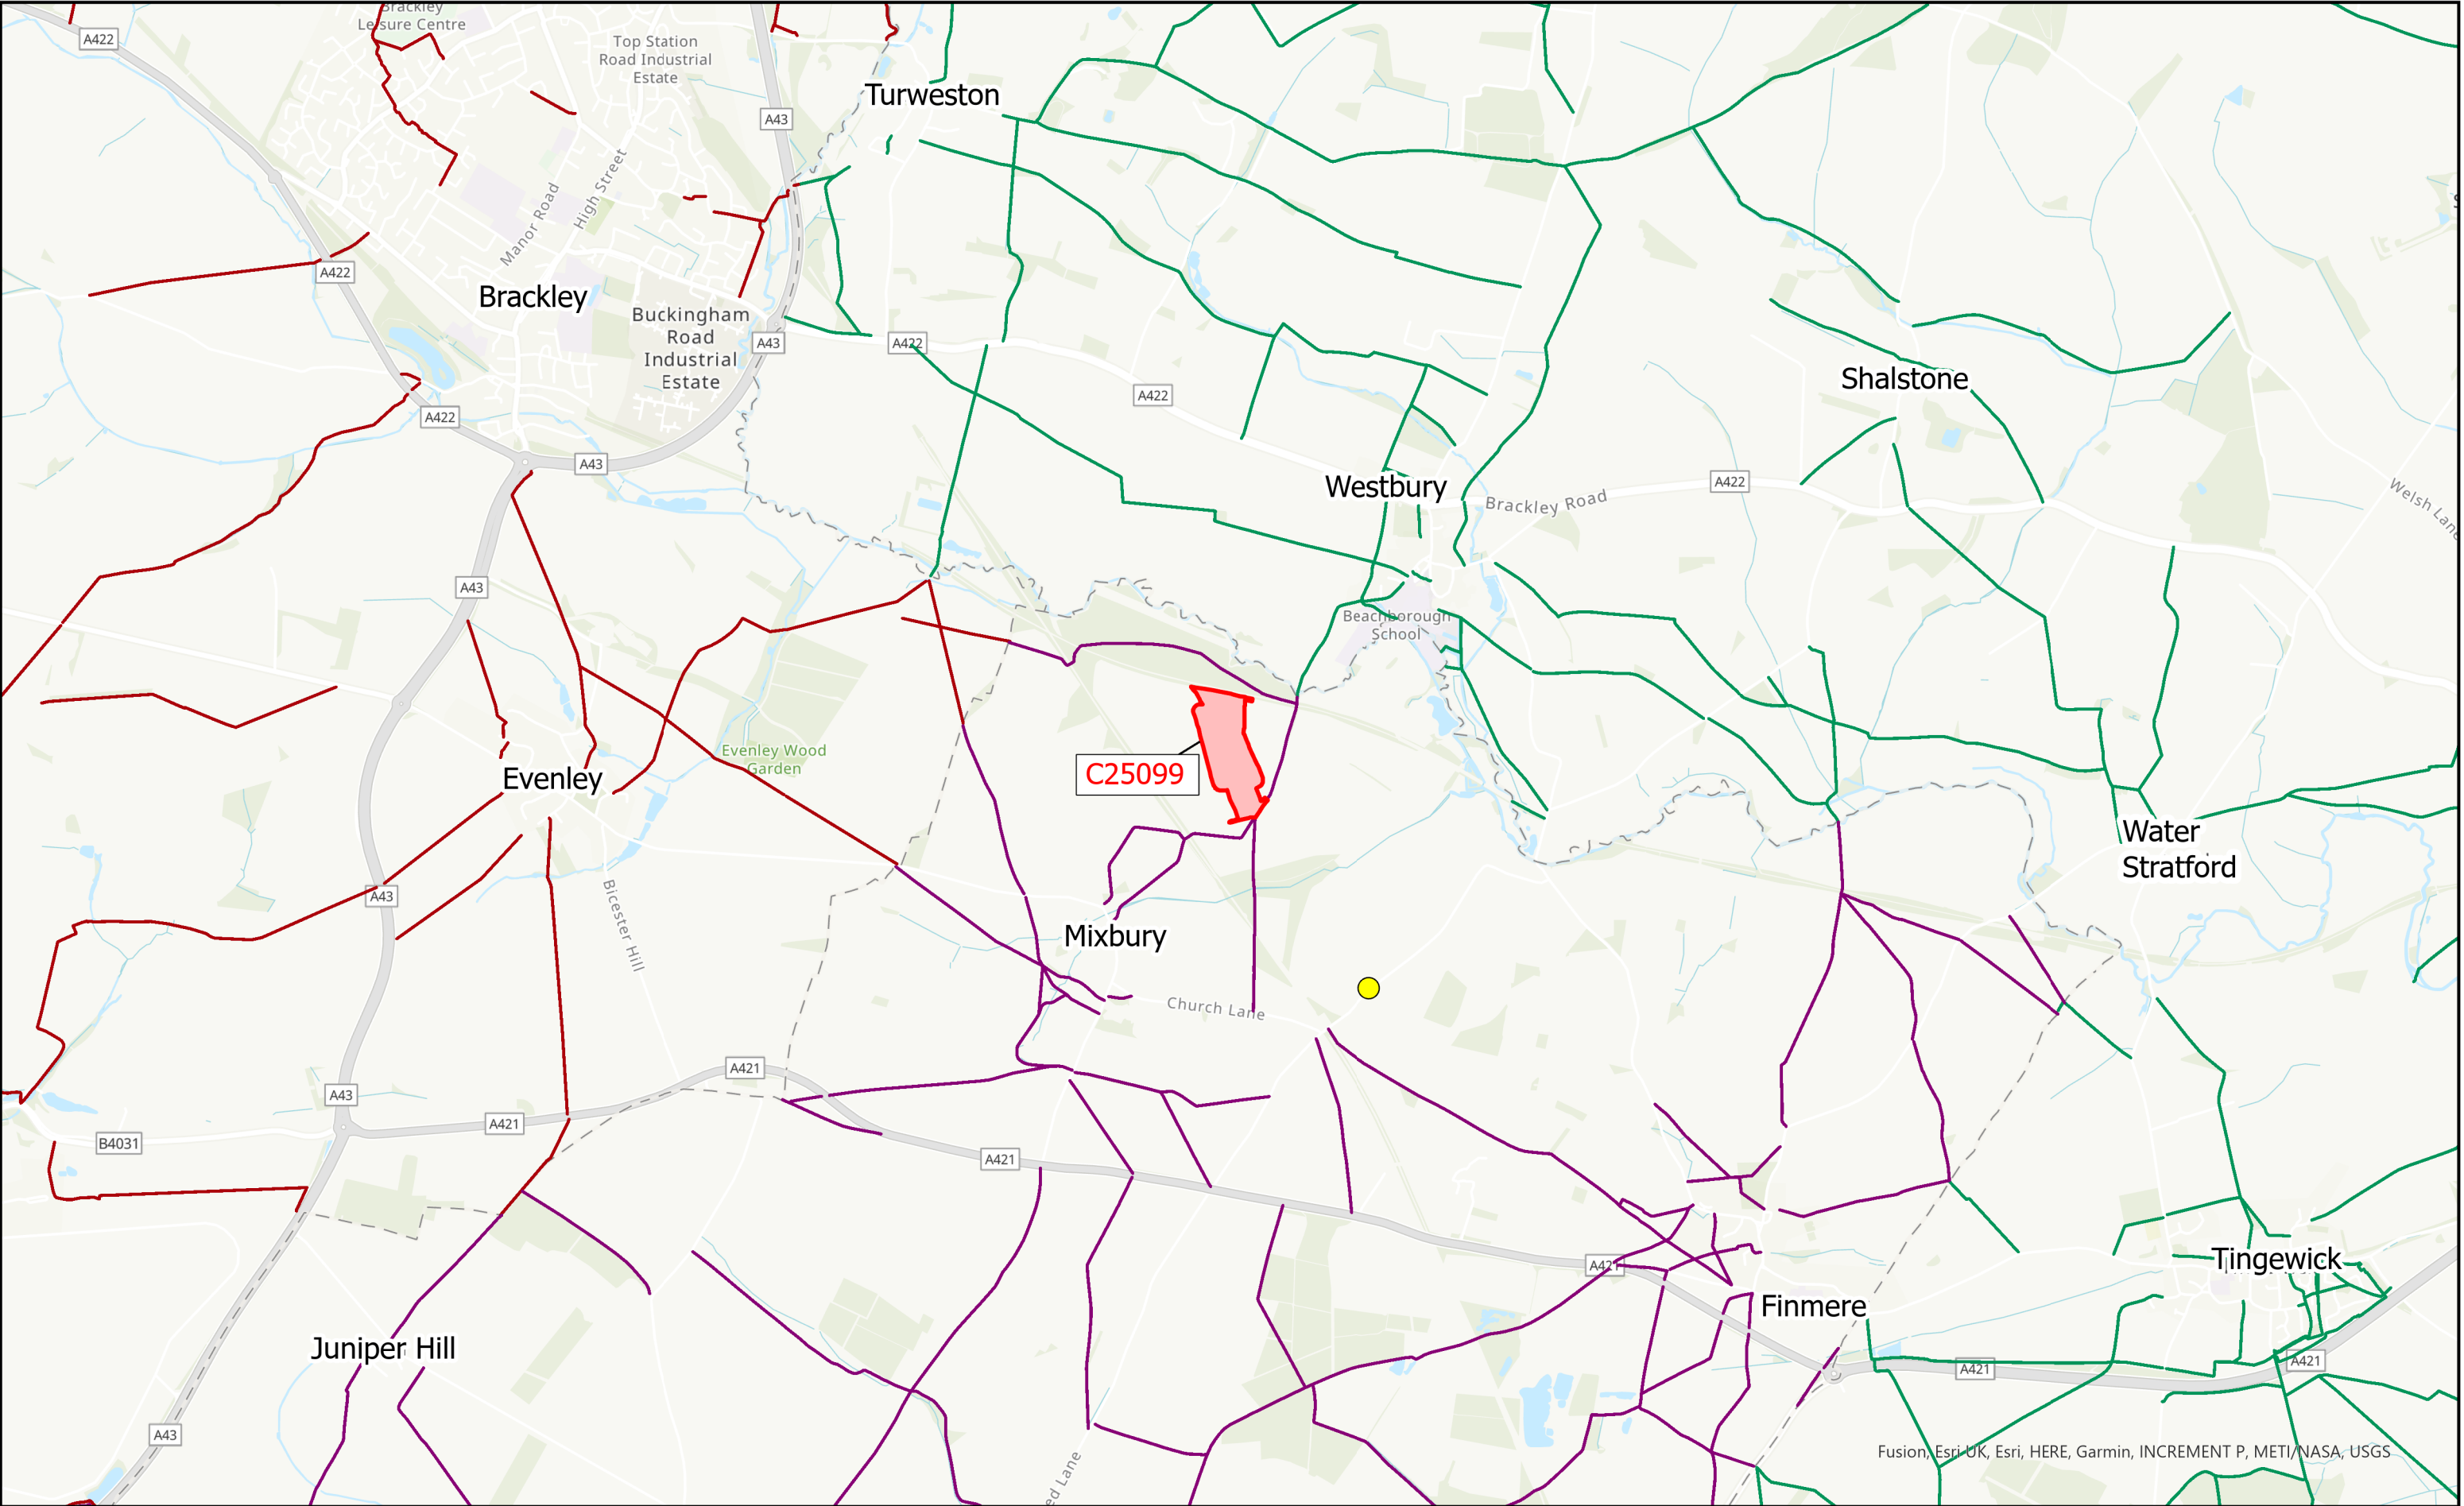 Brackley
Leisure Centre
A422
Top Station
Road Industrial
Estate
Turweston
A43
Manor Road
High Street
A422
Brackley
Buckingham
Road
Industrial
Estate
A43
A422
A422
Shalstone
A422
A43
Westbury
Brackley Road
A422
Welsh Lane
A43
Beachborough
School
Evenley Wood
Garden
C25099
Evenley
Water
Stratford
A43
Bicester Hill
Mixbury
Church Lane
A421
A43
A421
B4031
A421
A421
Tingewick
Finmere
Juniper Hill
A421
A421
A43
ed Lane
Fusion, Esri UK, Esri, HERE, Garmin, INCREMENT P, METI/NASA, USGS